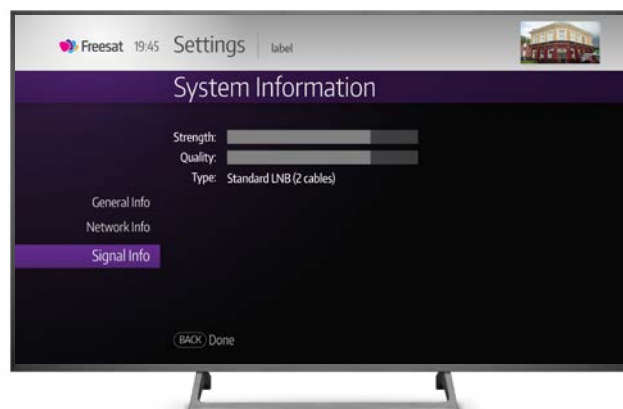 Freesat 19:45 Settings label
System Information
Strength:
Quality:
Type: Standard LNB (2 cables)
General Info
Network Info
Signal Info
BACK Done